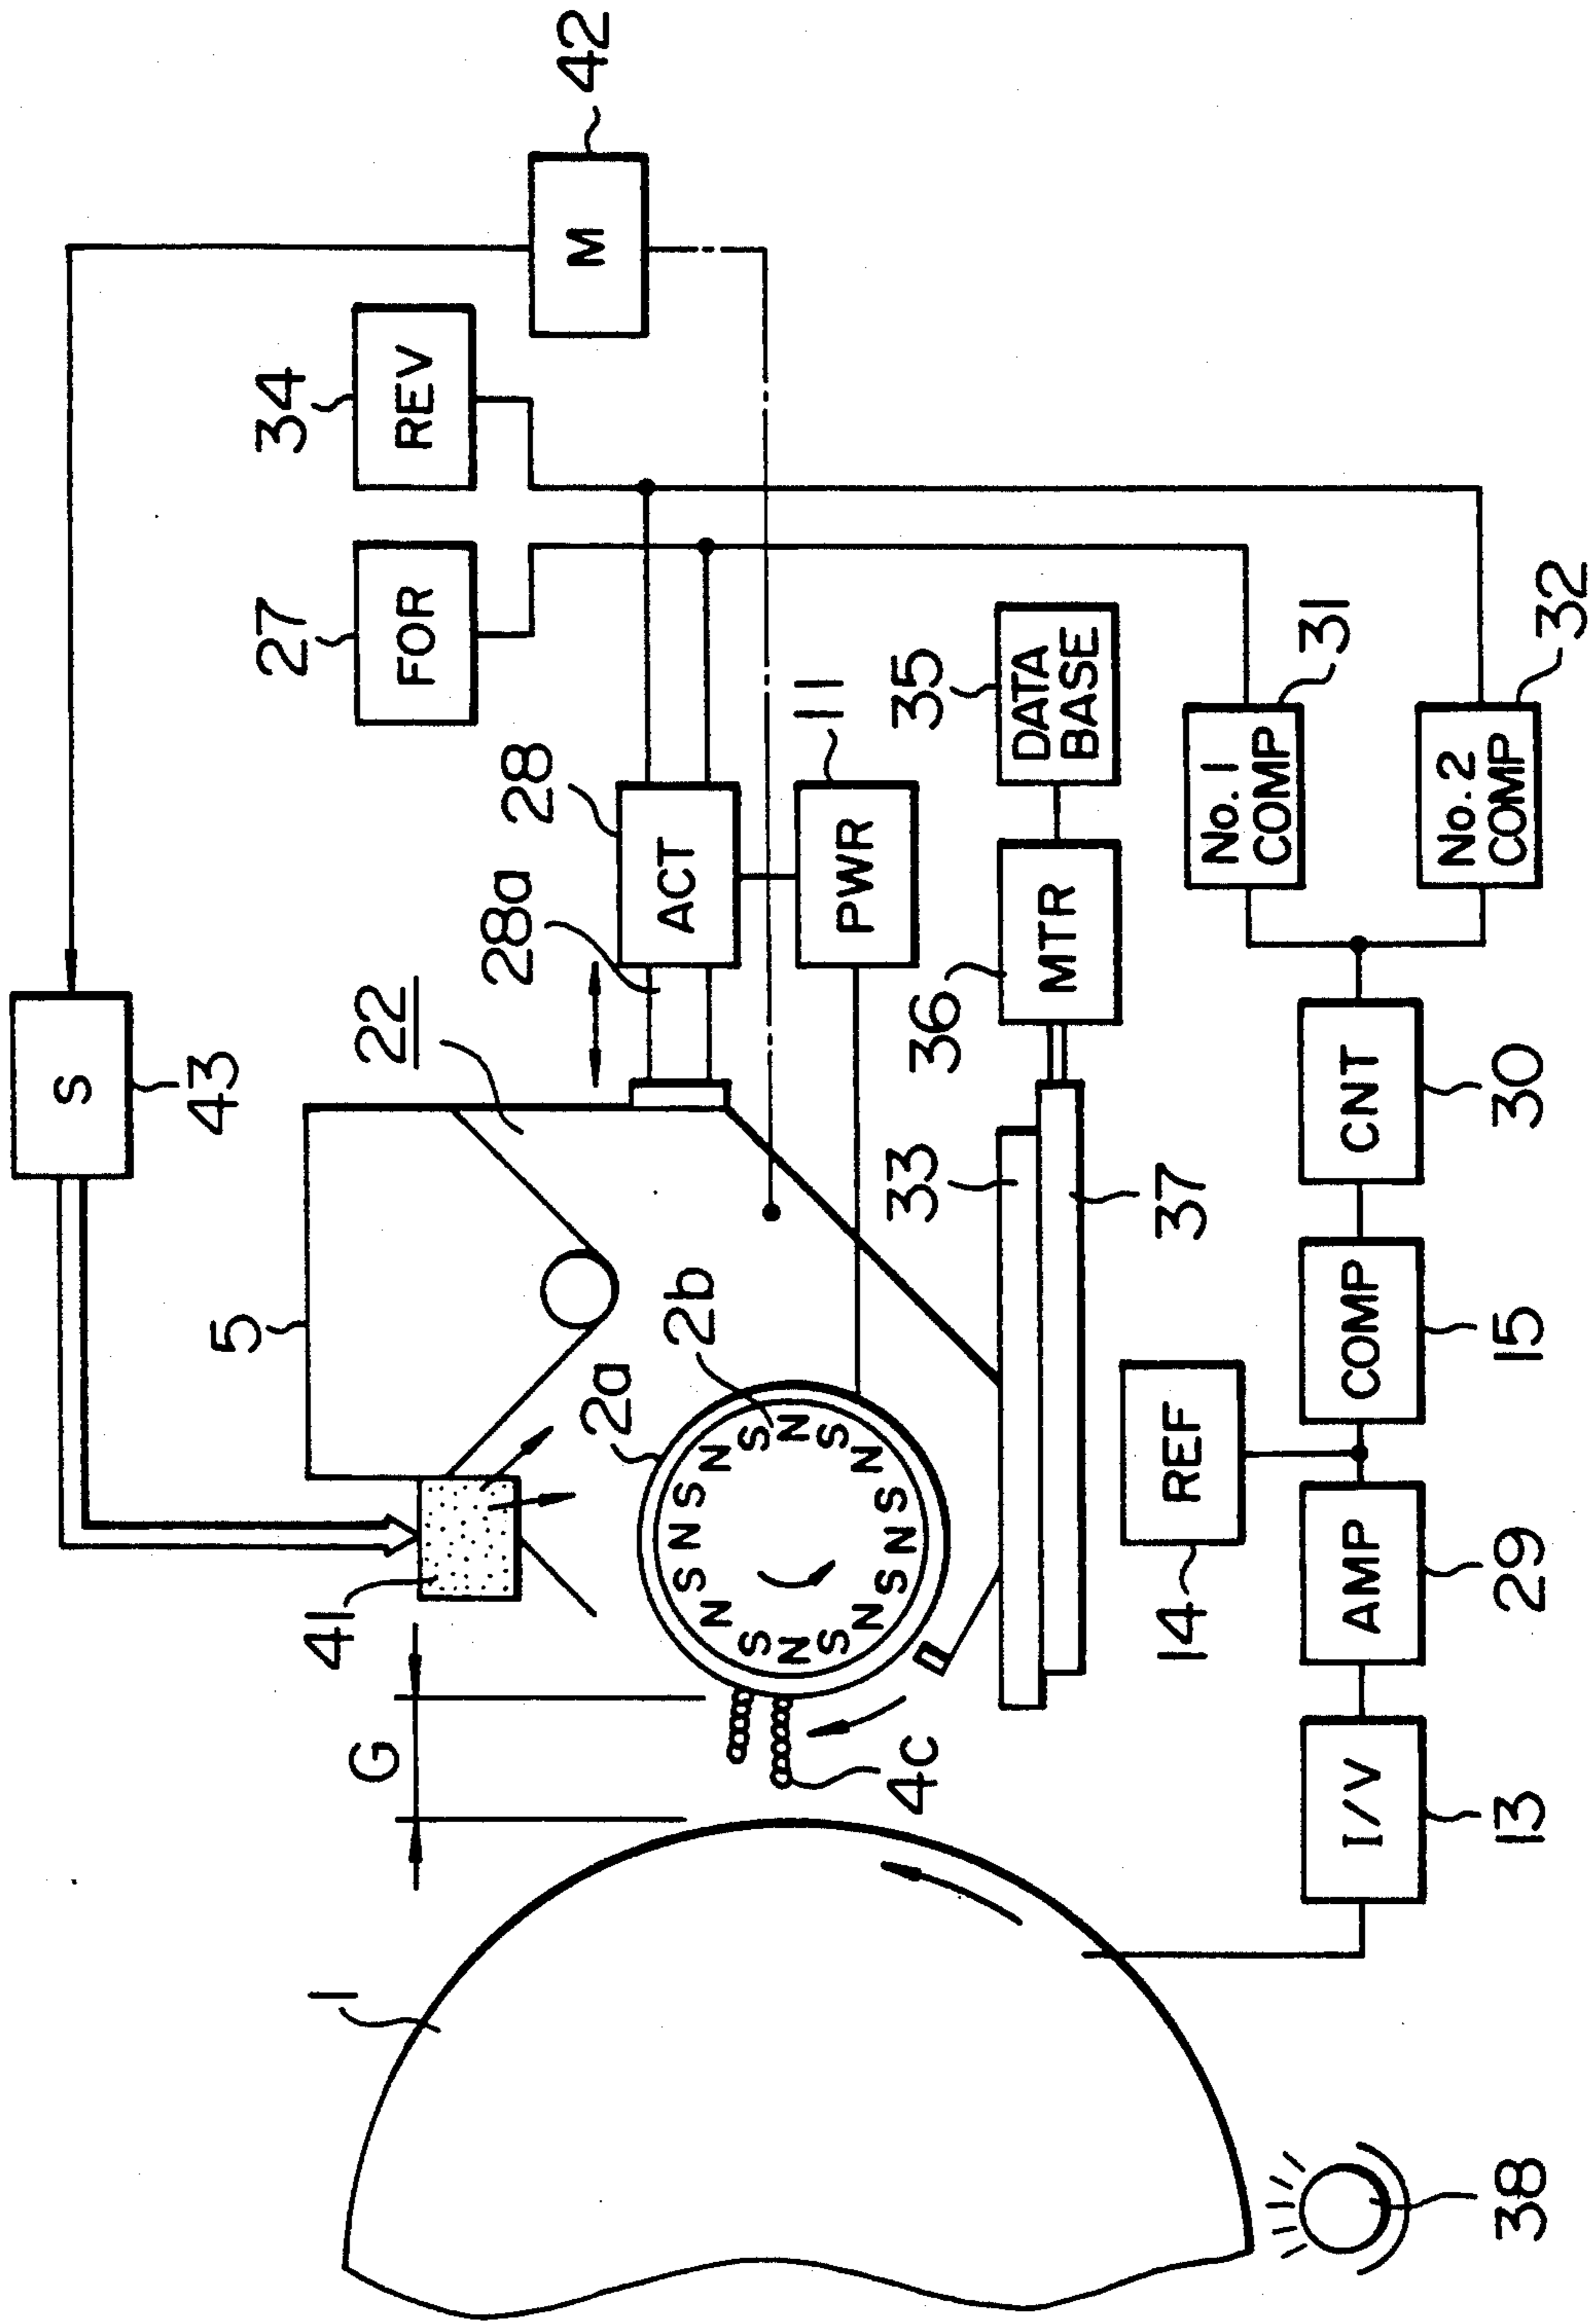 S
43
5
27
34
1
41
G
22
FOR
REV
28a
28
M
42
2a
2b
ACT
N
S
N
S
N
S
N
S
N
S
N
S
N
S
N
S
11
PWR
4c
33
36
35
MTR
DATA
BASE
37
14
REF
No. 1
COMP
31
I/V
AMP
COMP
CNT
No. 2
COMP
38
13
29
15
30
32